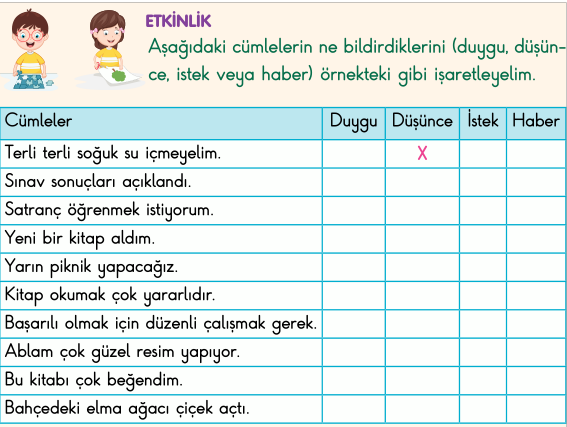 ETKİNLİK
Aşağıdaki cümlelerin ne bildirdiklerini (duygu, düşün-
ce, istek veya haber) örnekteki gibi işaretleyelim.
Cümleler Duygu Düşünce İstek Haber
Terli terli soğuk su içmeyelim. X
Sınav sonuçları açıklandı.
Satranç öğrenmek istiyorum.
Yeni bir kitap aldım.
Yarın piknik yapacağız.
Kitap okumak çok yararlıdır.
Başarılı olmak için düzenli çalışmak gerek.
Ablam çok güzel resim yapıyor.
Bu kitabı çok beğendim.
Bahçedeki elma ağacı çiçek açtı.